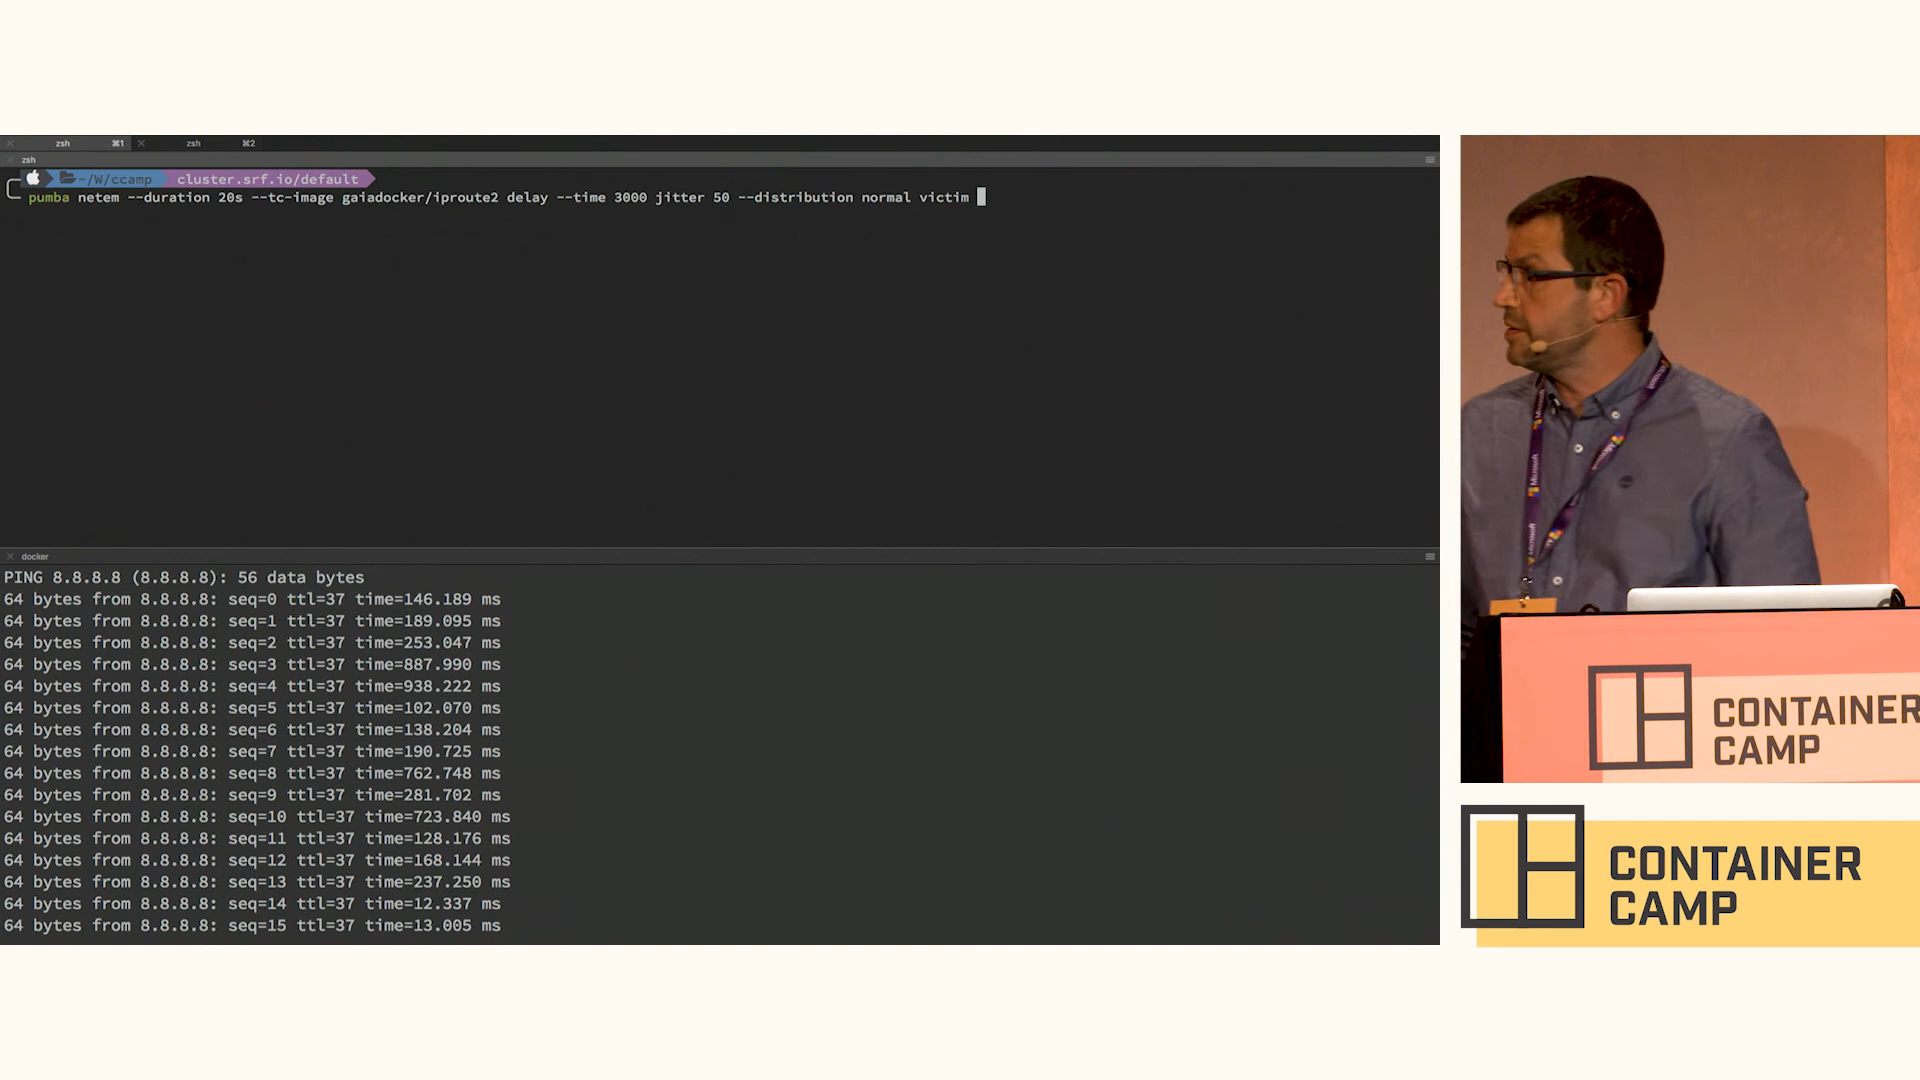 zsh ⌘1 zsh ⌘2
zsh
~/W/ccamp cluster.srf.io/default
pumba netem --duration 20s --tc-image gaiadocker/iproute2 delay --time 3000 jitter 50 --distribution normal victim
docker
PING 8.8.8.8 (8.8.8.8): 56 data bytes
64 bytes from 8.8.8.8: seq=0 ttl=37 time=146.189 ms
64 bytes from 8.8.8.8: seq=1 ttl=37 time=189.095 ms
64 bytes from 8.8.8.8: seq=2 ttl=37 time=253.047 ms
64 bytes from 8.8.8.8: seq=3 ttl=37 time=887.990 ms
64 bytes from 8.8.8.8: seq=4 ttl=37 time=938.222 ms
64 bytes from 8.8.8.8: seq=5 ttl=37 time=102.070 ms
64 bytes from 8.8.8.8: seq=6 ttl=37 time=138.204 ms
64 bytes from 8.8.8.8: seq=7 ttl=37 time=190.725 ms
64 bytes from 8.8.8.8: seq=8 ttl=37 time=762.748 ms
64 bytes from 8.8.8.8: seq=9 ttl=37 time=281.702 ms
64 bytes from 8.8.8.8: seq=10 ttl=37 time=723.840 ms
64 bytes from 8.8.8.8: seq=11 ttl=37 time=128.176 ms
64 bytes from 8.8.8.8: seq=12 ttl=37 time=168.144 ms
64 bytes from 8.8.8.8: seq=13 ttl=37 time=237.250 ms
64 bytes from 8.8.8.8: seq=14 ttl=37 time=12.337 ms
64 bytes from 8.8.8.8: seq=15 ttl=37 time=13.005 ms
Microsoft
Microsoft
Microsoft
CONTAINER
CAMP
CONTAINER
CAMP